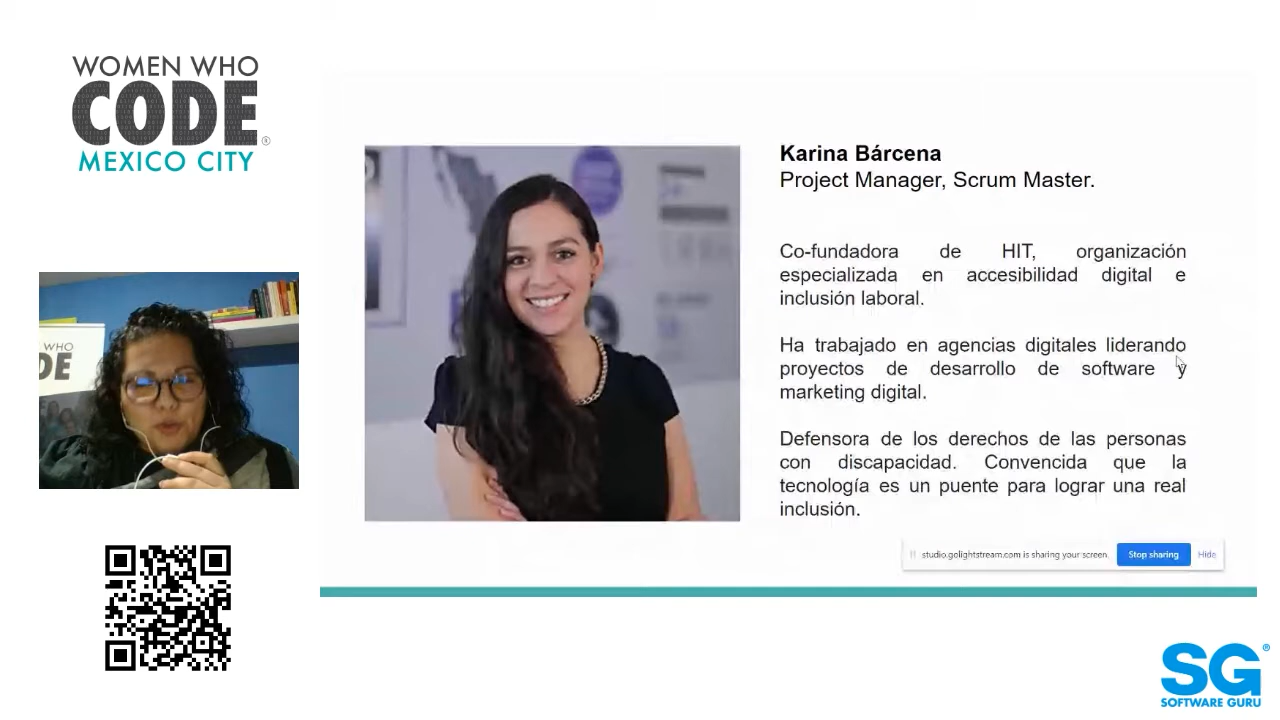 WOMEN WHO
CODE®
MEXICO CITY
WHO
DE
Karina Bárcena
Project Manager, Scrum Master.
Co-fundadora de HIT, organización
especializada en accesibilidad digital e
inclusión laboral.
Ha trabajado en agencias digitales liderando
proyectos de desarrollo de software y
marketing digital.
Defensora de los derechos de las personas
con discapacidad. Convencida que la
tecnología es un puente para lograr una real
inclusión.
studio.golightstream.com is sharing your screen. Stop sharing Hide
SG®
SOFTWARE GURU